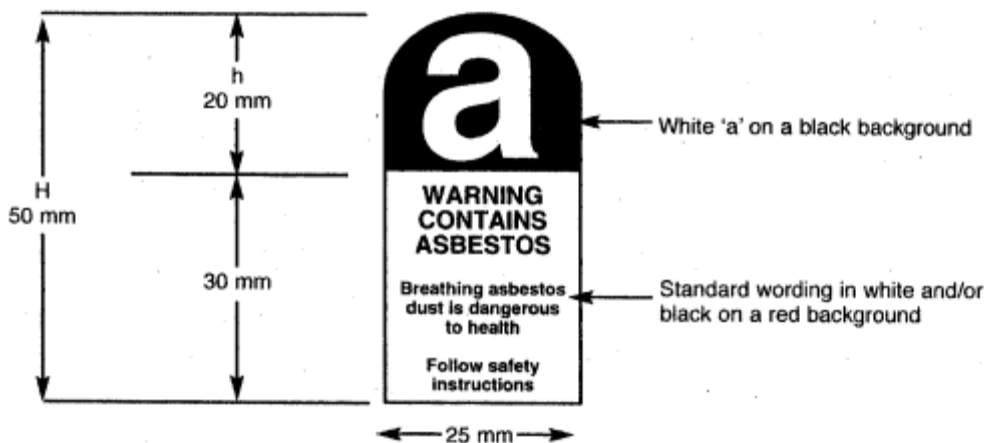 h
20 mm
H
50 mm
30 mm
a
WARNING
CONTAINS
ASBESTOS
Breathing asbestos
dust is dangerous
to health
Follow safety
instructions
25 mm
White ‘a’ on a black background
Standard wording in white and/or
black on a red background